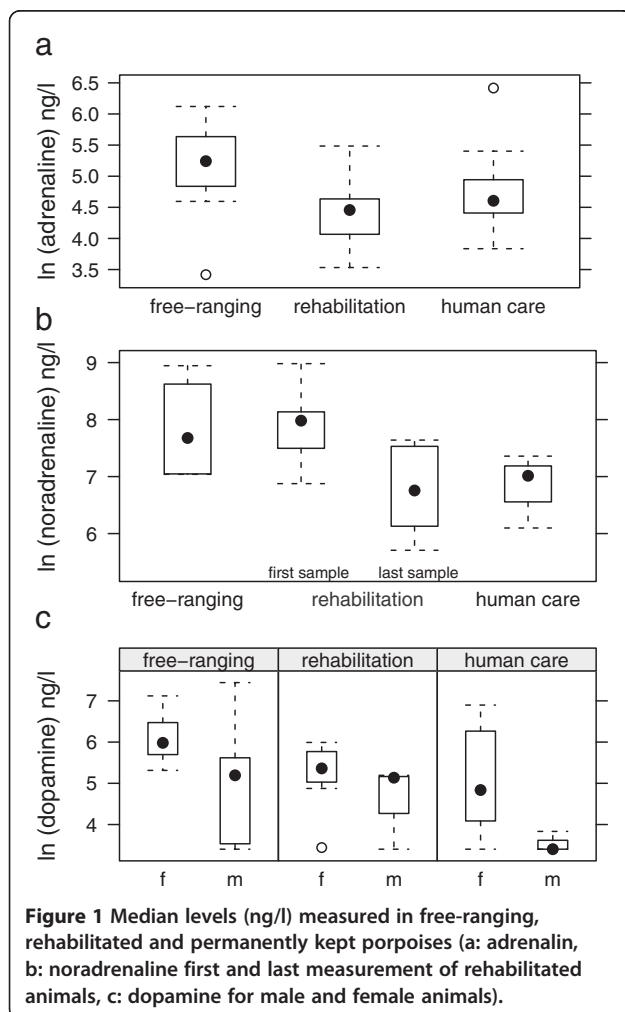 a
ln (adrenaline) ng/l
6.5
6.0
5.5
5.0
4.5
4.0
3.5
free-ranging rehabilitation human care
b
ln (noradrenaline) ng/l
9
8
7
6
first sample last sample
free-ranging rehabilitation human care
c
ln (dopamine) ng/l
free-ranging rehabilitation human care
7
6
5
4
f m f m f m
Figure 1 Median levels (ng/l) measured in free-ranging,
rehabilitated and permanently kept porpoises (a: adrenalin,
b: noradrenaline first and last measurement of rehabilitated
animals, c: dopamine for male and female animals).